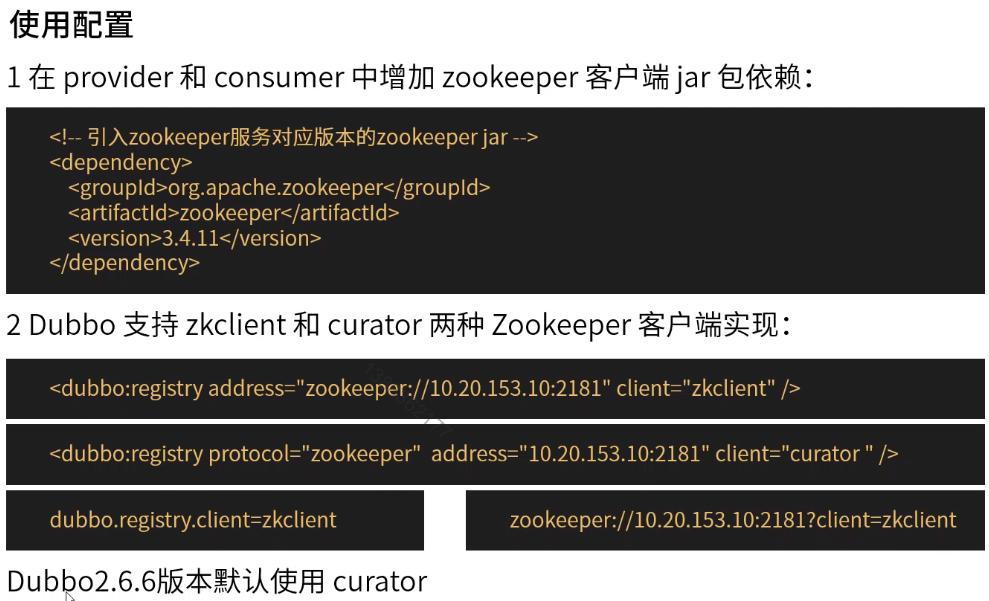 使用配置
1 在 provider 和 consumer 中增加 zookeeper 客户端 jar 包依赖：
<!-- 引入zookeeper服务对应版本的zookeeper jar -->
<dependency>
<groupId>org.apache.zookeeper</groupId>
<artifactId>zookeeper</artifactId>
<version>3.4.11</version>
</dependency>
2 Dubbo 支持 zkclient 和 curator 两种 Zookeeper 客户端实现：
<dubbo:registry address="zookeeper://10.20.153.10:2181" client="zkclient" />
<dubbo:registry protocol="zookeeper"  address="10.20.153.10:2181" client="curator " />
dubbo.registry.client=zkclient
zookeeper://10.20.153.10:2181?client=zkclient
Dubbo2.6.6版本默认使用 curator